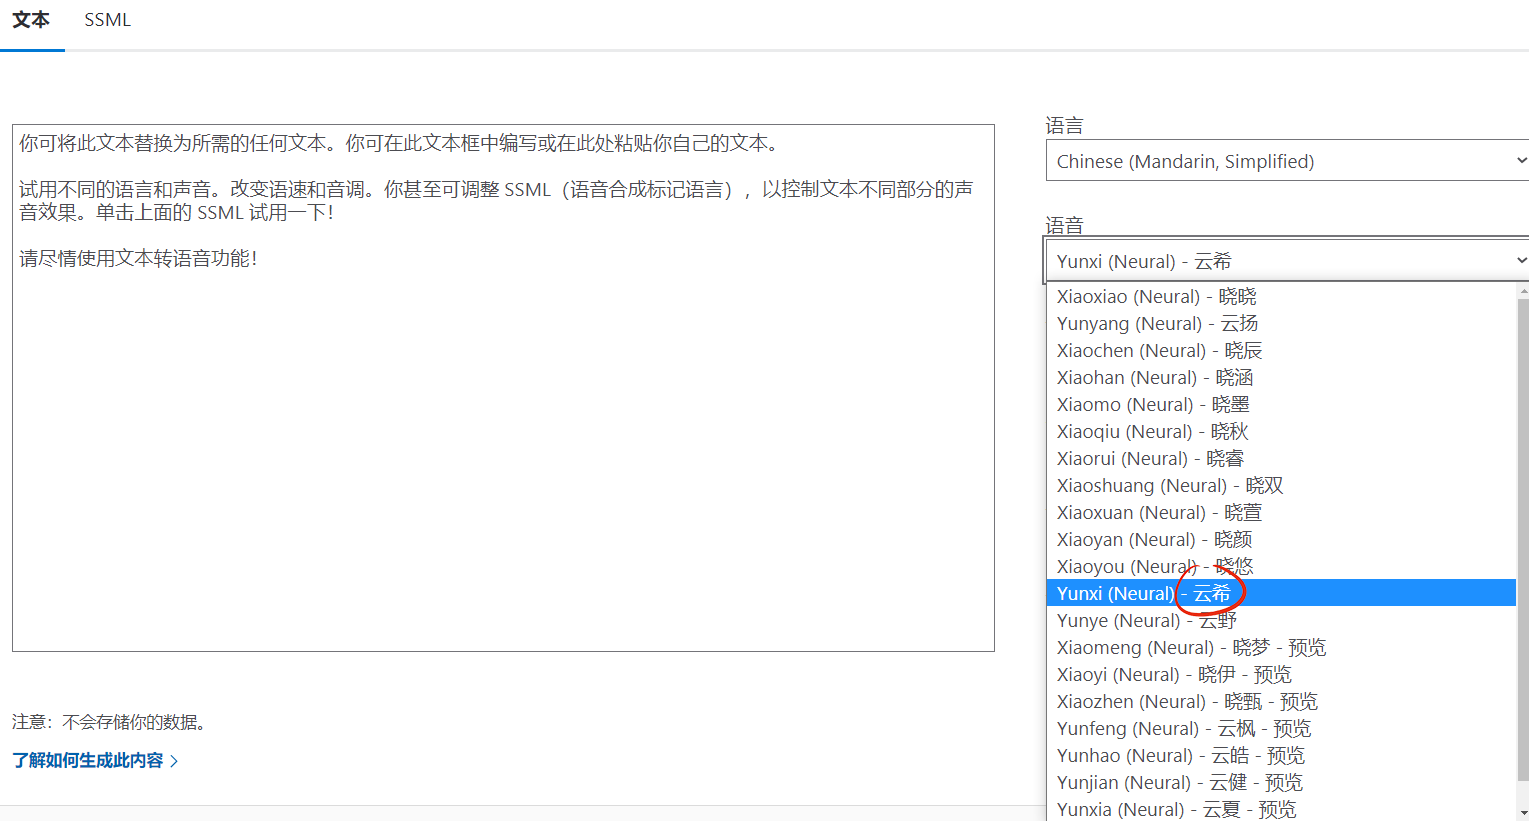 文本
SSML
你可将此文本替换为所需的任何文本。你可在此文本框中编写或在此处粘贴你自己的文本。
试用不同的语言和声音。改变语速和音调。你甚至可调整 SSML（语音合成标记语言），以控制文本不同部分的声
音效果。单击上面的 SSML 试用一下！
请尽情使用文本转语音功能！
注意：不会存储你的数据。
了解如何生成此内容 >
语言
Chinese (Mandarin, Simplified)
语音
Yunxi (Neural) - 云希
Xiaoxiao (Neural) - 晓晓
Yunyang (Neural) - 云扬
Xiaochen (Neural) - 晓辰
Xiaohan (Neural) - 晓涵
Xiaomo (Neural) - 晓墨
Xiaoqiu (Neural) - 晓秋
Xiaorui (Neural) - 晓睿
Xiaoshuang (Neural) - 晓双
Xiaoxuan (Neural) - 晓萱
Xiaoyan (Neural) - 晓颜
Xiaoyou (Neural) - 晓悠
Yunxi (Neural) - 云希
Yunye (Neural) - 云野
Xiaomeng (Neural) - 晓梦 - 预览
Xiaoyi (Neural) - 晓伊 - 预览
Xiaozhen (Neural) - 晓甄 - 预览
Yunfeng (Neural) - 云枫 - 预览
Yunhao (Neural) - 云皓 - 预览
Yunjian (Neural) - 云健 - 预览
Yunxia (Neural) - 云夏 - 预览